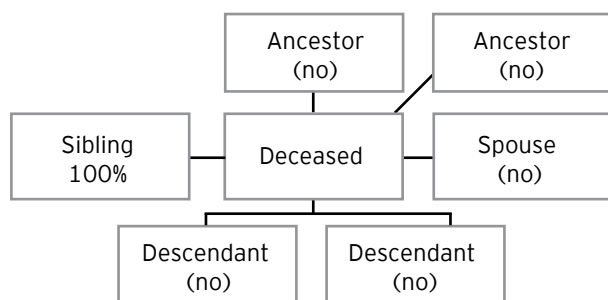 Ancestor
(no)
Ancestor
(no)
Sibling
100%
Deceased
Spouse
(no)
Descendant
(no)
Descendant
(no)